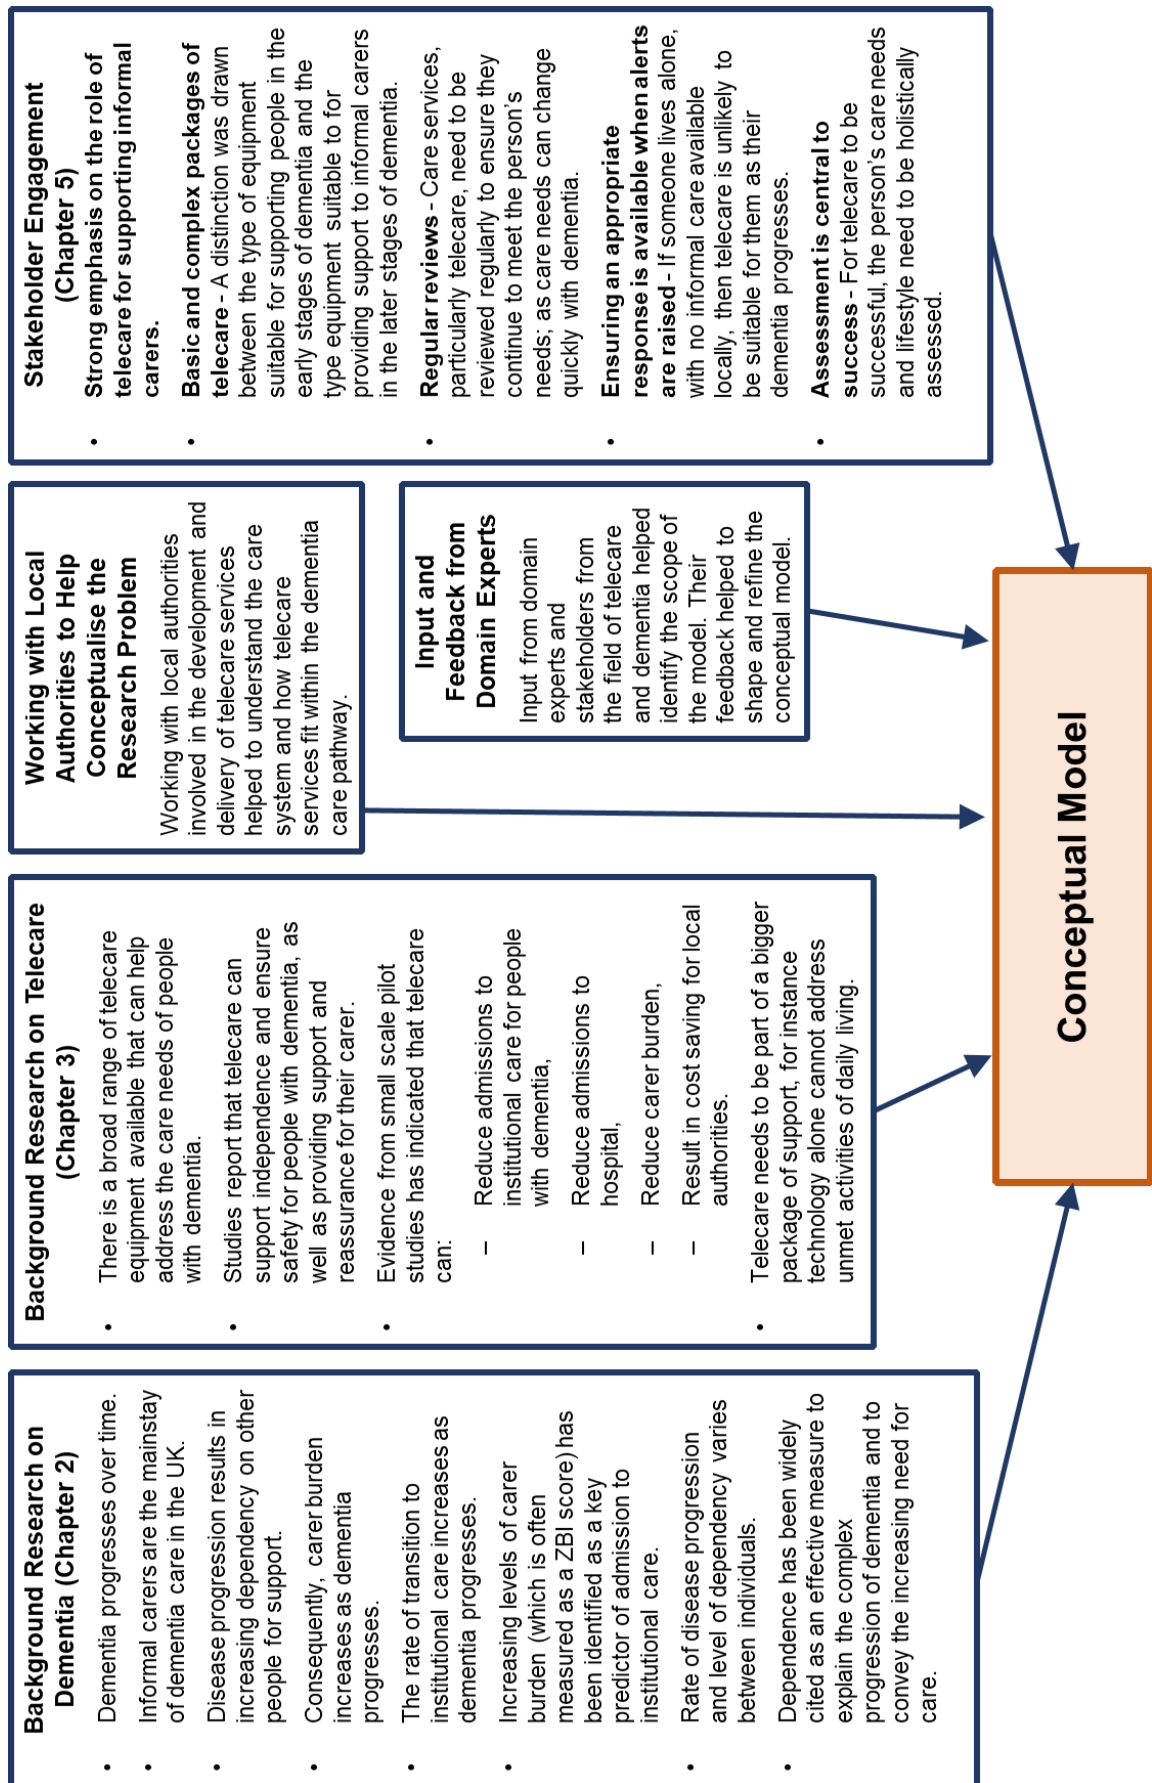 Background Research on
Dementia (Chapter 2)
• Dementia progresses over time.
• Informal carers are the mainstay
of dementia care in the UK.
• Disease progression results in
increasing dependency on other
people for support.
• Consequently, carer burden
increases as dementia
progresses.
• The rate of transition to
institutional care increases as
dementia progresses.
• Increasing levels of carer
burden (which is often
measured as a ZBI score) has
been identified as a key
predictor of admission to
institutional care.
• Rate of disease progression
and level of dependency varies
between individuals.
• Dependence has been widely
cited as an effective measure to
explain the complex
progression of dementia and to
convey the increasing need for
care.
Background Research on Telecare
(Chapter 3)
• There is a broad range of telecare
equipment available that can help
address the care needs of people
with dementia.
• Studies report that telecare can
support independence and ensure
safety for people with dementia, as
well as providing support and
reassurance for their carer.
• Evidence from small scale pilot
studies has indicated that telecare
can:
– Reduce admissions to
institutional care for people
with dementia,
– Reduce admissions to
hospital,
– Reduce carer burden,
– Result in cost saving for local
authorities.
• Telecare needs to be part of a bigger
package of support, for instance
technology alone cannot address
unmet activities of daily living.
Working with Local
Authorities to Help
Conceptualise the
Research Problem
Working with local authorities
involved in the development and
delivery of telecare services
helped to understand the care
system and how telecare
services fit within the dementia
care pathway.
Input and
Feedback from
Domain Experts
Input from domain
experts and
stakeholders from
the field of telecare
and dementia helped
identify the scope of
the model. Their
feedback helped to
shape and refine the
conceptual model.
Stakeholder Engagement
(Chapter 5)
• Strong emphasis on the role of
telecare for supporting informal
carers.
• Basic and complex packages of
telecare - A distinction was drawn
between the type of equipment
suitable for supporting people in the
early stages of dementia and the
type equipment suitable to for
providing support to informal carers
in the later stages of dementia.
• Regular reviews - Care services,
particularly telecare, need to be
reviewed regularly to ensure they
continue to meet the person's
needs; as care needs can change
quickly with dementia.
• Ensuring an appropriate
response is available when alerts
are raised - If someone lives alone,
with no informal care available
locally, then telecare is unlikely to
be suitable for them as their
dementia progresses.
• Assessment is central to
success - For telecare to be
successful, the person's care needs
and lifestyle need to be holistically
assessed.
Conceptual Model